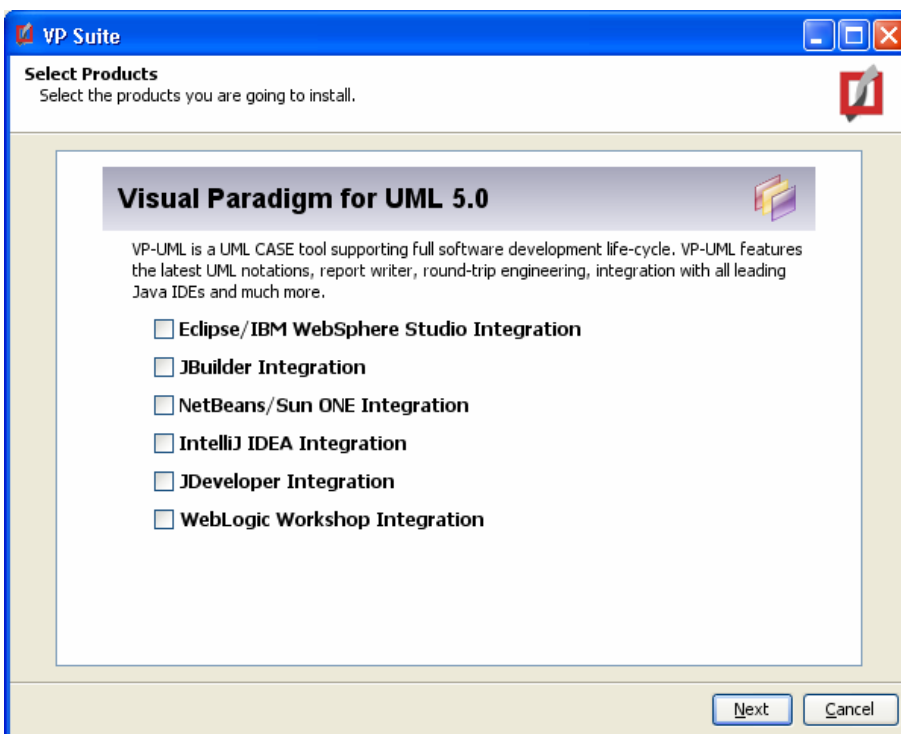 VP Suite
Select Products
Select the products you are going to install.
Visual Paradigm for UML 5.0
VP-UML is a UML CASE tool supporting full software development life-cycle. VP-UML features
the latest UML notations, report writer, round-trip engineering, integration with all leading
Java IDEs and much more.
Eclipse/IBM WebSphere Studio Integration
JBuilder Integration
NetBeans/Sun ONE Integration
IntelliJ IDEA Integration
JDeveloper Integration
WebLogic Workshop Integration
Next Cancel